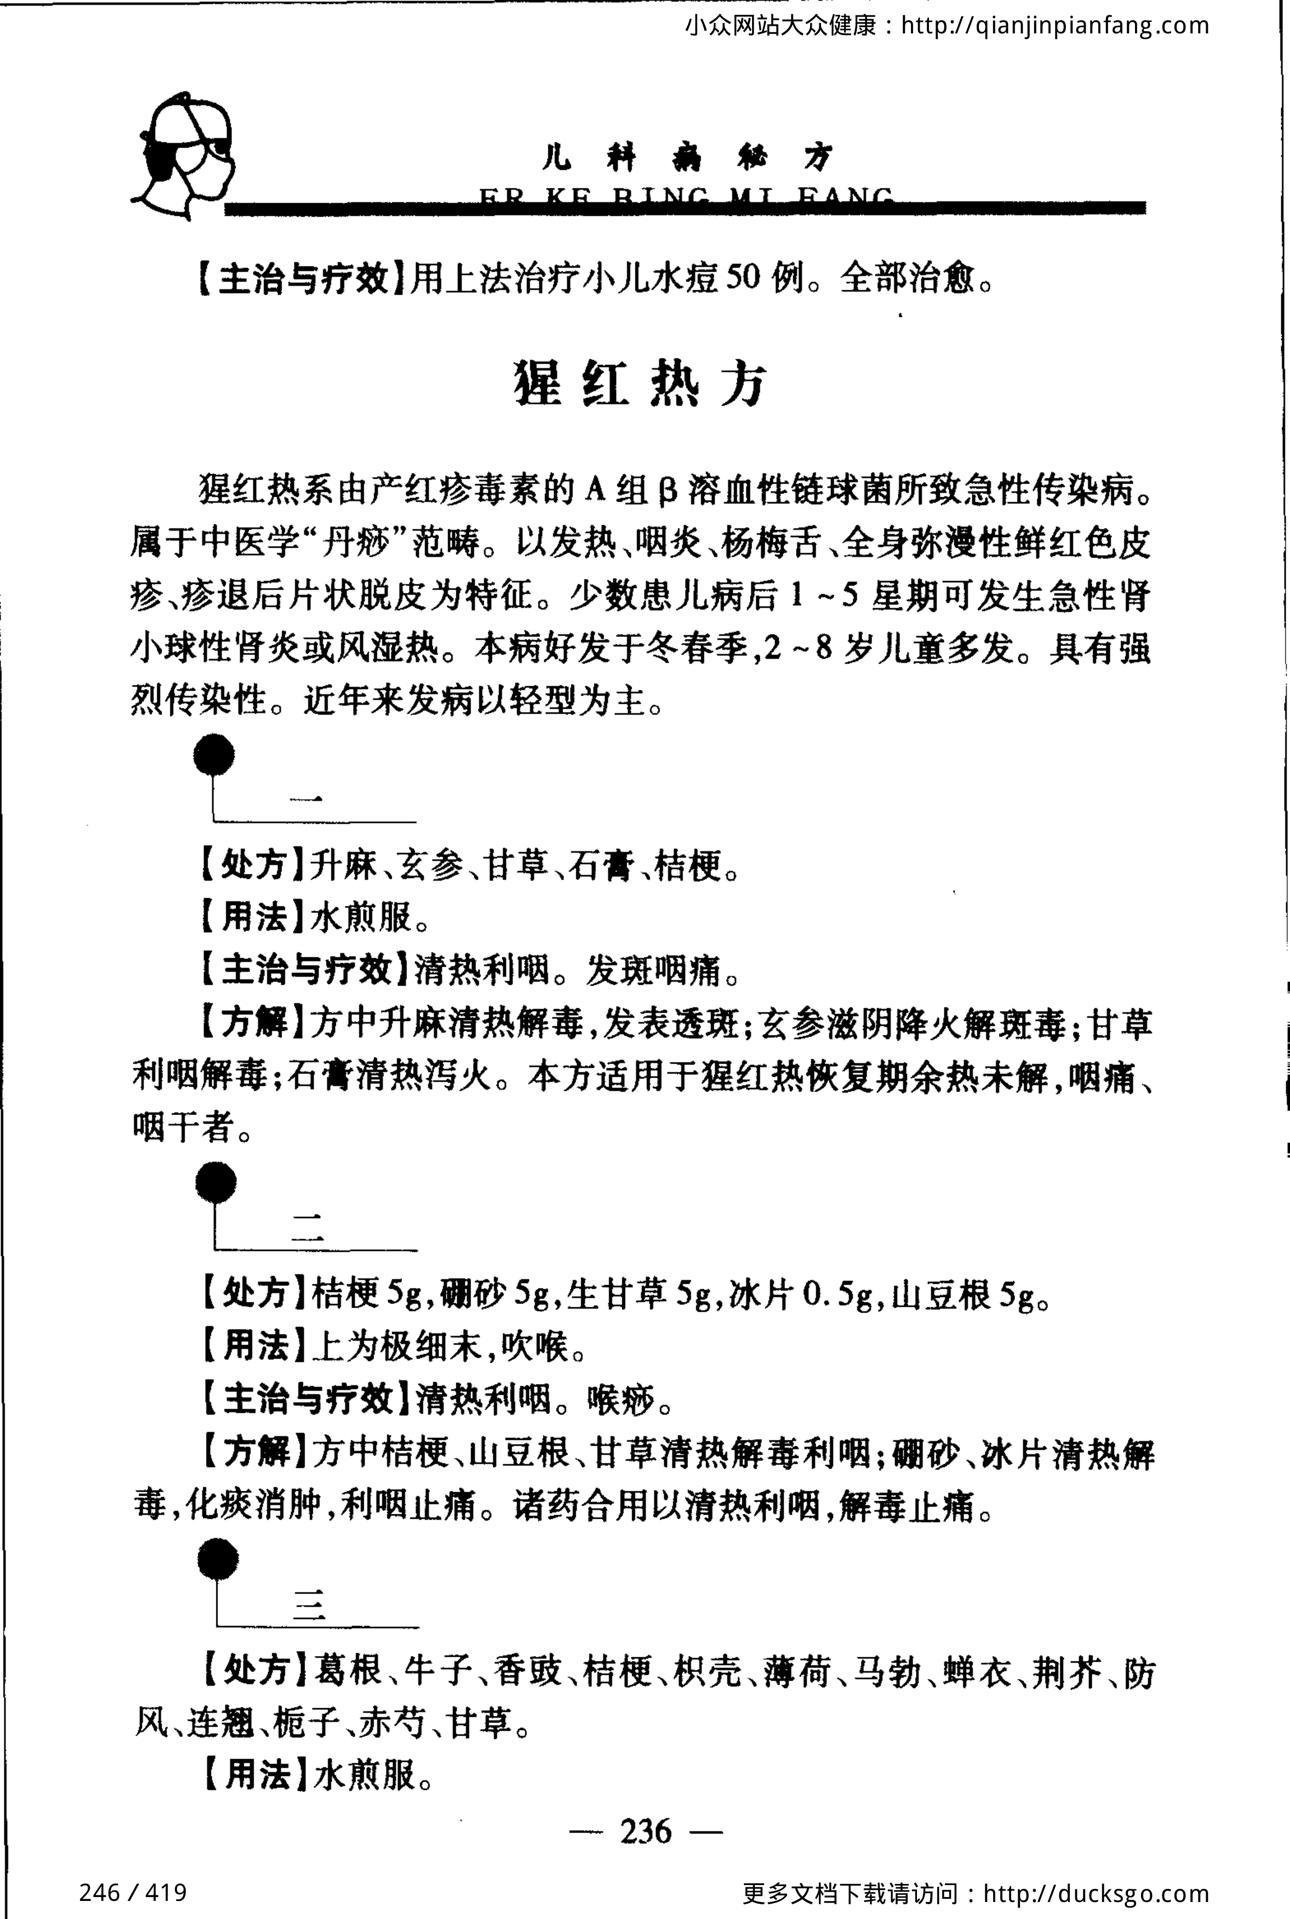 小众网站大众健康：http://qianjinpianfang.com
儿科病秘方
ER KE BING MI FANG
【主治与疗效】用上法治疗小儿水痘50例。全部治愈。
猩红热方
猩红热系由产红疹毒素的A组β溶血性链球菌所致急性传染病。
属于中医学“丹痧”范畴。以发热、咽炎、杨梅舌、全身弥漫性鲜红色皮
疹、疹退后片状脱皮为特征。少数患儿病后1~5星期可发生急性肾
小球性肾炎或风湿热。本病好发于冬春季,2~8岁儿童多发。具有强
烈传染性。近年来发病以轻型为主。
一
【处方】升麻、玄参、甘草、石膏、桔梗。
【用法】水煎服。
【主治与疗效】清热利咽。发斑咽痛。
【方解】方中升麻清热解毒,发表透斑;玄参滋阴降火解斑毒;甘草
利咽解毒;石膏清热泻火。本方适用于猩红热恢复期余热未解,咽痛、
咽干者。
二
【处方】桔梗5g,硼砂5g,生甘草5g,冰片0.5g,山豆根5g。
【用法】上为极细末,吹喉。
【主治与疗效】清热利咽。喉痧。
【方解】方中桔梗、山豆根、甘草清热解毒利咽;硼砂、冰片清热解
毒,化痰消肿,利咽止痛。诸药合用以清热利咽,解毒止痛。
三
【处方】葛根、牛子、香豉、桔梗、枳壳、薄荷、马勃、蝉衣、荆芥、防
风、连翘、栀子、赤芍、甘草。
【用法】水煎服。
— 236 —
246 / 419
更多文档下载请访问：http://ducksgo.com